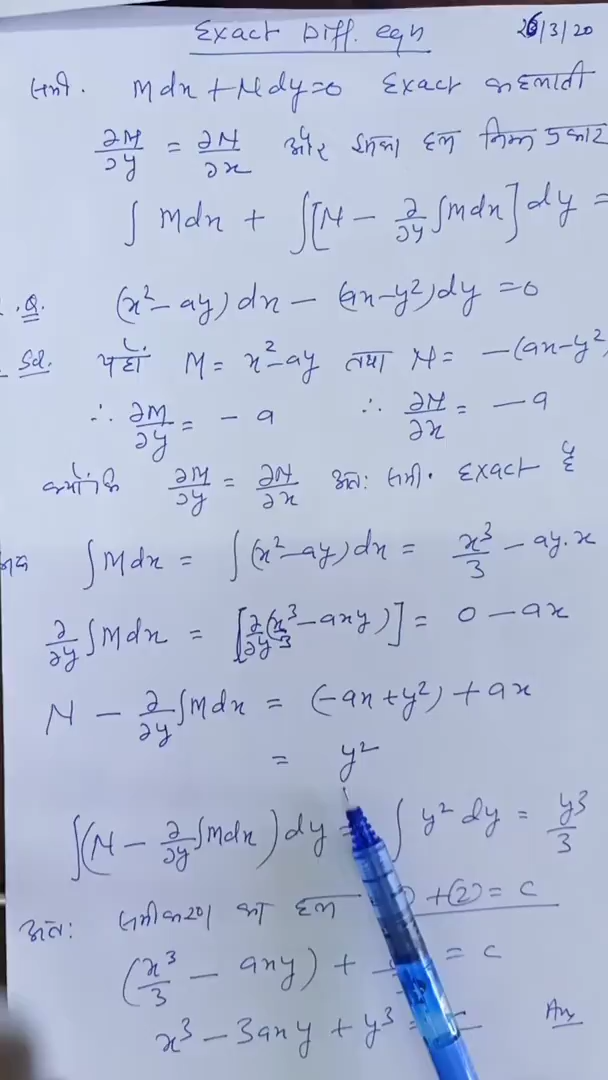 Exact Diff. eqn 26/3/20
समी. Mdx + Ndy = 0 Exact कहलाती
∂M/∂y = ∂N/∂x और इसका हल निम्न प्रकार
∫ Mdx + ∫[N - ∂/∂y ∫Mdx] dy =
Q. (x² - ay) dx - (ax - y²) dy = 0
Sol. यहाँ M = x² - ay तथा N = -(ax - y²)
∴ ∂M/∂y = - a ∴ ∂N/∂x = - a
क्योंकि ∂M/∂y = ∂N/∂x अतः समी. Exact है
∫ Mdx = ∫ (x² - ay) dx = x³/3 - ay.x
∂/∂y ∫Mdx = [∂/∂y (x³/3 - axy)] = 0 - ax
N - ∂/∂y ∫Mdx = (-ax + y²) + ax
= y²
∫(N - ∂/∂y ∫Mdx) dy = ∫ y² dy = y³/3
अतः समीकरण का हल + (2) = c
(x³/3 - axy) + = c
x³ - 3axy + y³ = Ans